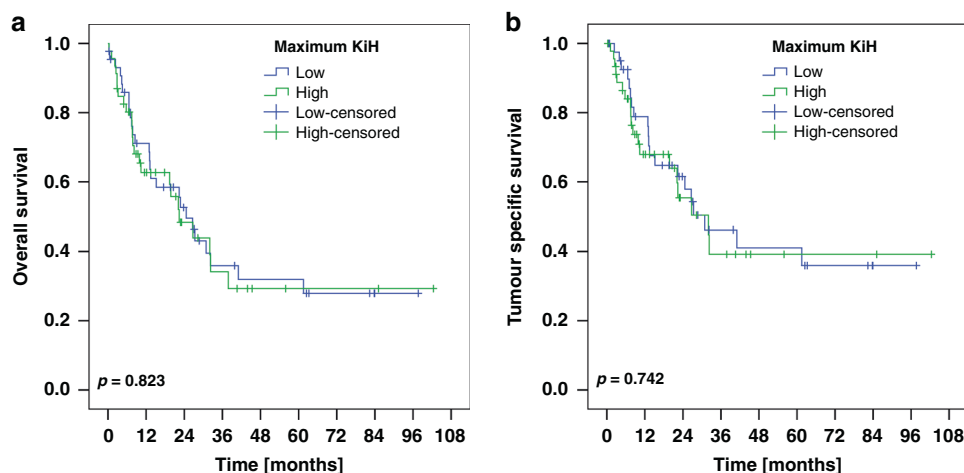 a
Maximum KiH
Low
High
Low-censored
High-censored
1.0
0.8
0.6
0.4
0.2
0.0
Overall survival
p = 0.823
0 12 24 36 48 60 72 84 96 108
Time [months]
b
Maximum KiH
Low
High
Low-censored
High-censored
1.0
0.8
0.6
0.4
0.2
0.0
Tumour specific survival
p = 0.742
0 12 24 36 48 60 72 84 96 108
Time [months]